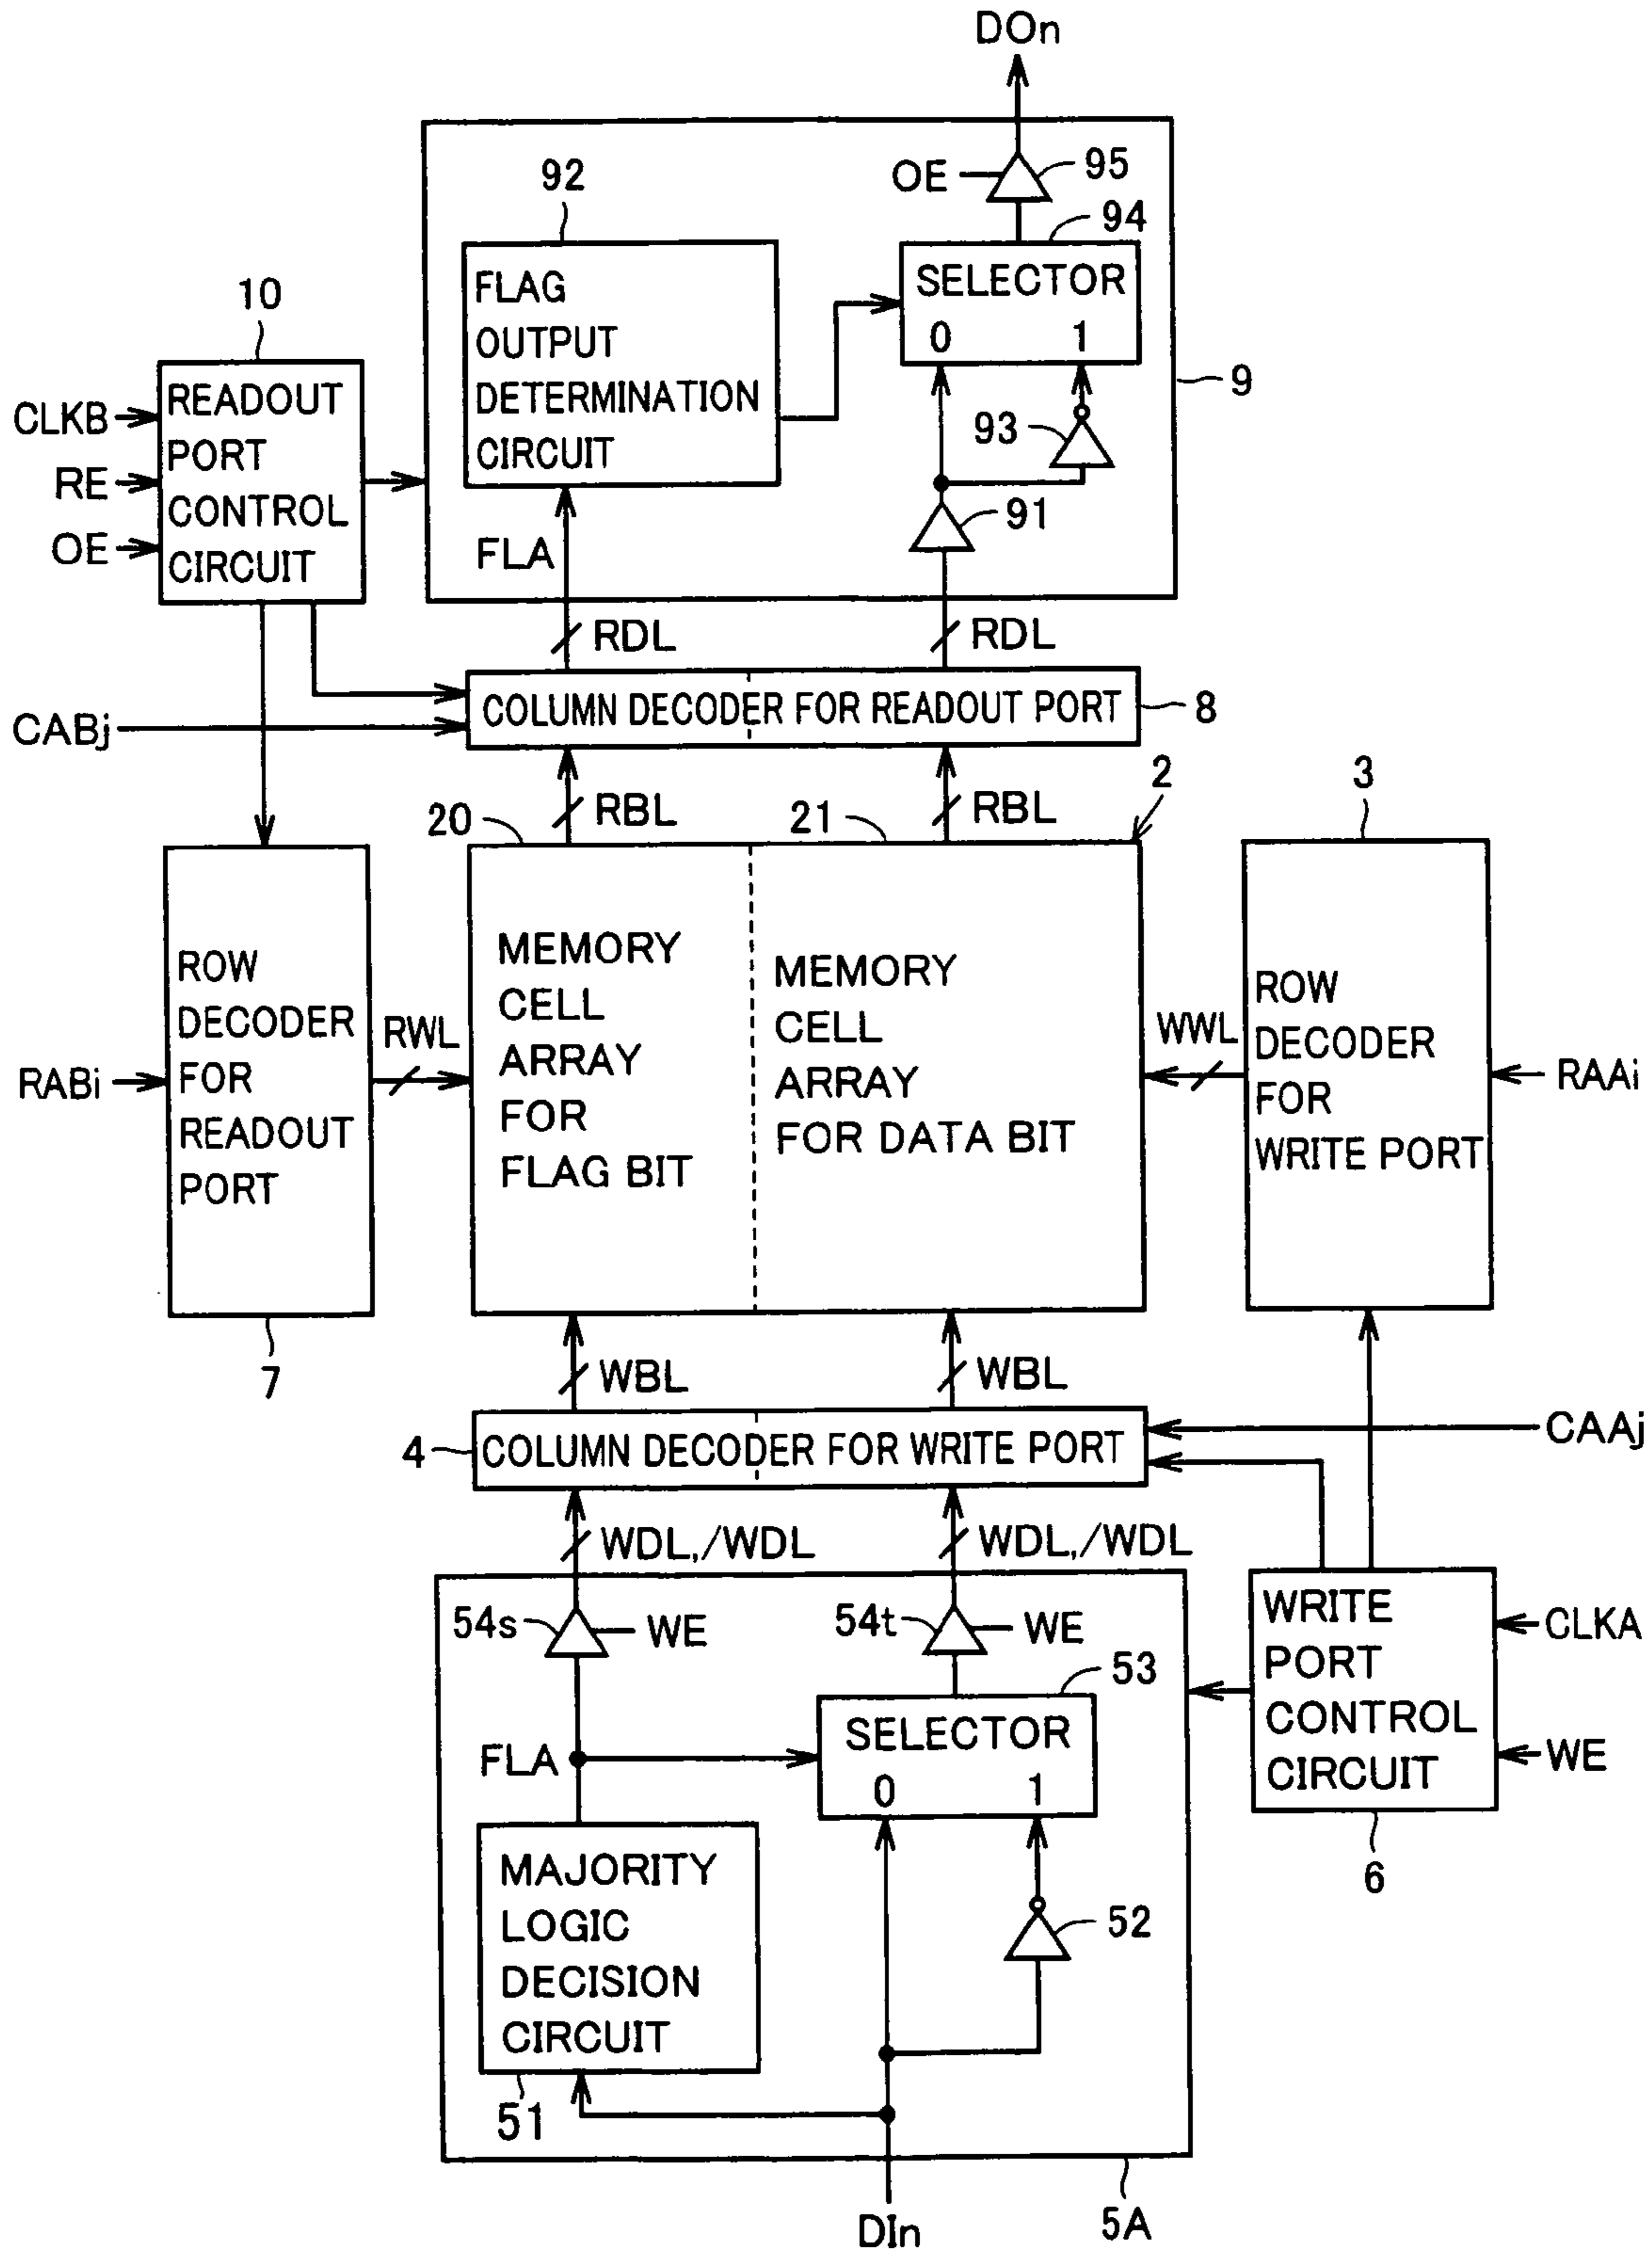 DOn
92
OE
95
94
FLAG
OUTPUT
DETERMINATION
CIRCUIT
SELECTOR
0 1
10
READOUT
PORT
CONTROL
CIRCUIT
CLKB
RE
OE
9
93
91
FLA
RDL
RDL
CABj
COLUMN DECODER FOR READOUT PORT
8
RBL
RBL
20
21
2
3
ROW
DECODER
FOR
READOUT
PORT
RABi
RWL
7
MEMORY
CELL
ARRAY
FOR
FLAG BIT
MEMORY
CELL
ARRAY
FOR DATA BIT
WWL
ROW
DECODER
FOR
WRITE PORT
RAAi
WBL
WBL
4
COLUMN DECODER FOR WRITE PORT
CAAj
WDL,/WDL
WDL,/WDL
54s
WE
54t
WE
53
SELECTOR
0 1
FLA
WRITE
PORT
CONTROL
CIRCUIT
CLKA
WE
6
MAJORITY
LOGIC
DECISION
CIRCUIT
52
51
DIn
5A